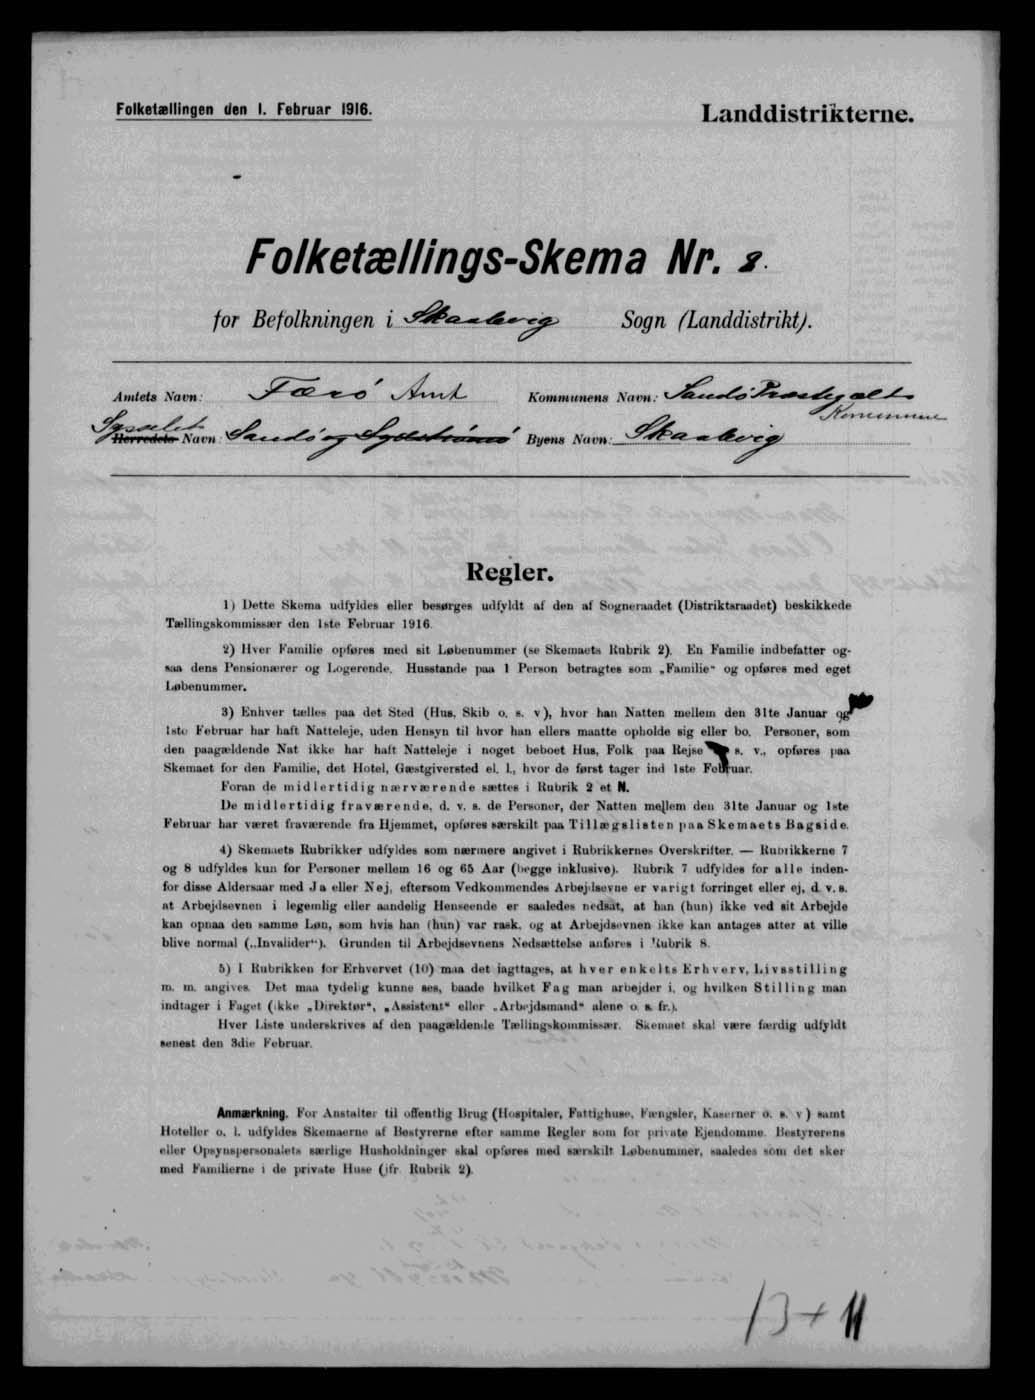 Folketællingen den 1. Februar 1916.
Landdistrikterne.
Folketællings-Skema Nr. 8.
for Befolkningen i Skaalevig Sogn (Landdistrikt).
Amtets Navn: Færö Amt Kommunens Navn: Sandö Præstegælds
Kommune
Sysselet
Herredets Navn: Sandö og Syd Strömö Byens Navn: Skaalevig
Regler.
1) Dette Skema udfyldes eller besørges udfyldt af den af Sogneraadet (Distriktsraadet) beskikkede
Tællingskommissær den 1ste Februar 1916.
2) Hver Familie opføres med sit Løbenummer (se Skemaets Rubrik 2). En Familie indbefatter og-
saa dens Pensionærer og Logerende. Husstande paa 1 Person betragtes som „Familie“ og opføres med eget
Løbenummer.
3) Enhver tælles paa det Sted (Hus, Skib o. s. v), hvor han Natten mellem den 31te Januar og
1ste Februar har haft Natteleje, uden Hensyn til hvor han ellers maatte opholde sig eller bo. Personer, som
den paagældende Nat ikke har haft Natteleje i noget beboet Hus, Folk paa Rejse s. v., opføres paa
Skemaet for den Familie, det Hotel, Gæstgiversted el. l., hvor de først tager ind 1ste Februar.
Foran de midlertidig nærværende sættes i Rubrik 2 et N.
De midlertidig fraværende, d. v. s. de Personer, der Natten mellem den 31te Januar og 1ste
Februar har været fraværende fra Hjemmet, opføres særskilt paa Tillægslisten paa Skemaets Bagside.
4) Skemaets Rubrikker udfyldes som nærmere angivet i Rubrikkernes Overskrifter. — Rubrikkerne 7
og 8 udfyldes kun for Personer mellem 16 og 65 Aar (begge inklusive). Rubrik 7 udfyldes for alle inden-
for disse Aldersaar med Ja eller Nej, eftersom Vedkommendes Arbejdsevne er varigt forringet eller ej, d. v. s.
at Arbejdsevnen i legemlig eller aandelig Henseende er saaledes nedsat, at han (hun) ikke ved sit Arbejde
kan opnaa den samme Løn, som hvis han (hun) var rask, og at Arbejdsevnen ikke kan antages atter at ville
blive normal („Invalider“). Grunden til Arbejdsevnens Nedsættelse anføres i Rubrik 8.
5) I Rubrikken for Erhvervet (10) maa det iagttages, at hver enkelts Erhverv, Livsstilling
m. m. angives. Det maa tydelig kunne ses, baade hvilket Fag man arbejder i, og hvilken Stilling man
indtager i Faget (ikke „Direktør“, „Assistent“ eller „Arbejdsmand“ alene o. s. fr.).
Hver Liste underskrives af den paagældende Tællingskommissær. Skemaet skal være færdig udfyldt
senest den 3die Februar.
Anmærkning. For Anstalter til offentlig Brug (Hospitaler, Fattighuse, Fængsler, Kaserner o. s. v) samt
Hoteller o. l. udfyldes Skemaerne af Bestyrerne efter samme Regler som for private Ejendomme. Bestyrerens
eller Opsynspersonalets særlige Husholdninger skal opføres med særskilt Løbenummer, saaledes som det sker
med Familierne i de private Huse (jfr. Rubrik 2).
13+11